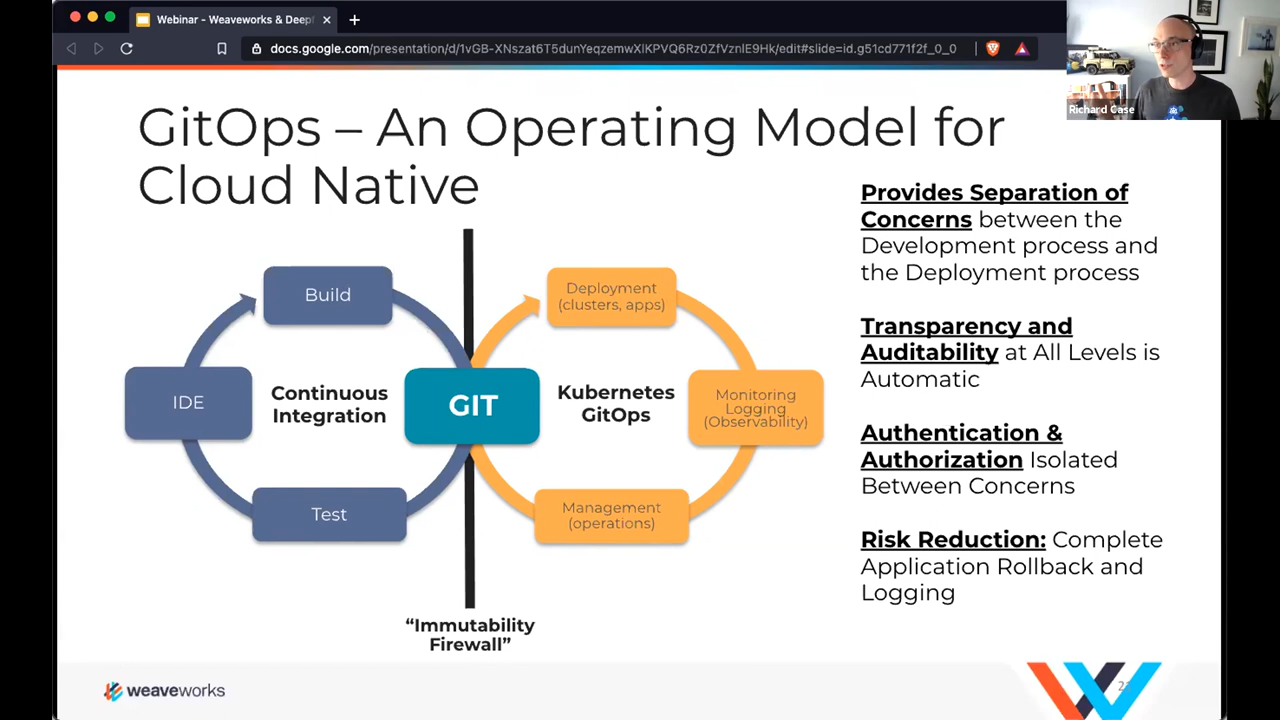 Webinar - Weaveworks & Deepf
docs.google.com/presentation/d/1vGB-XNszat6T5dunYeqzemwXlKPVQ6Rz0ZfVznlE9Hk/edit#slide=id.g51cd771f2f_0_0
Richard Case
GitOps – An Operating Model for
Cloud Native
Build
IDE
Continuous
Integration
Test
GIT
Deployment
(clusters, apps)
Kubernetes
GitOps
Monitoring
Logging
(Observability)
Management
(operations)
“Immutability
Firewall”
Provides Separation of
Concerns between the
Development process and
the Deployment process
Transparency and
Auditability at All Levels is
Automatic
Authentication &
Authorization Isolated
Between Concerns
Risk Reduction: Complete
Application Rollback and
Logging
weaveworks